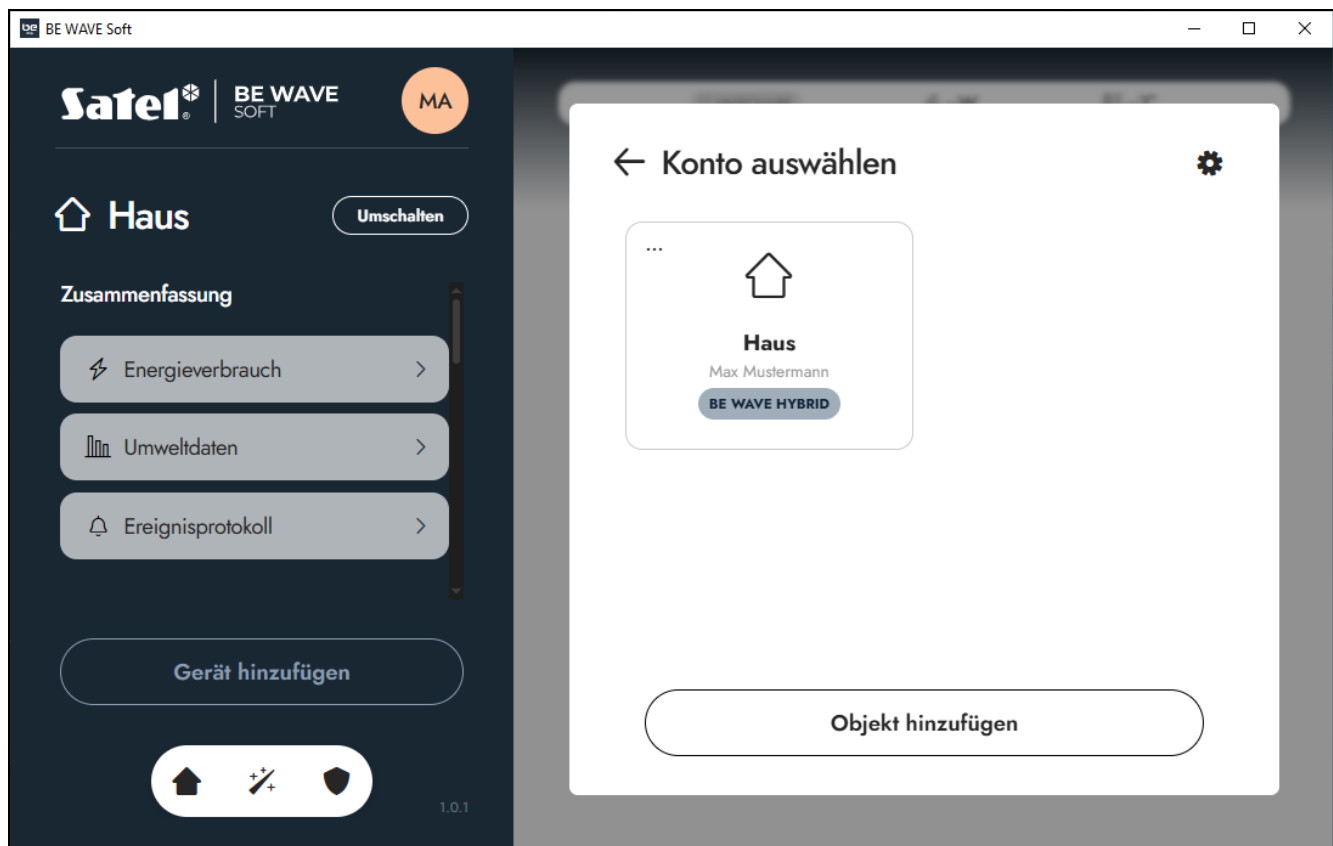 BE WAVE Soft
Satel®
BE WAVE
SOFT
MA
Haus
Umschalten
Zusammenfassung
Energieverbrauch
Umweltdaten
Ereignisprotokoll
Gerät hinzufügen
1.0.1
Konto auswählen
...
Haus
Max Mustermann
BE WAVE HYBRID
Objekt hinzufügen